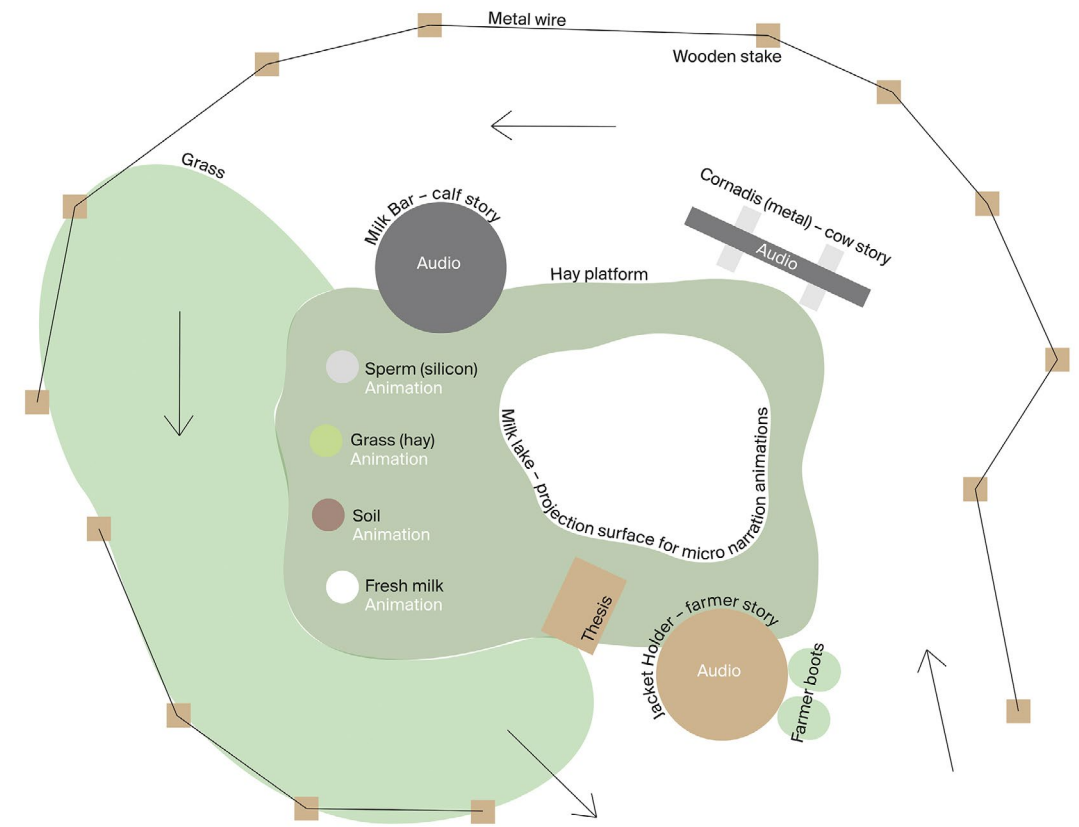 Metal wire
Wooden stake
Grass
Milk Bar – calf story
Audio
Cornadis (metal) – cow story
Audio
Hay platform
Sperm (silicon)
Animation
Grass (hay)
Animation
Soil
Animation
Fresh milk
Animation
Milk lake – projection surface for micro narration animations
Thesis
Jacket Holder – farmer story
Audio
Farmer boots